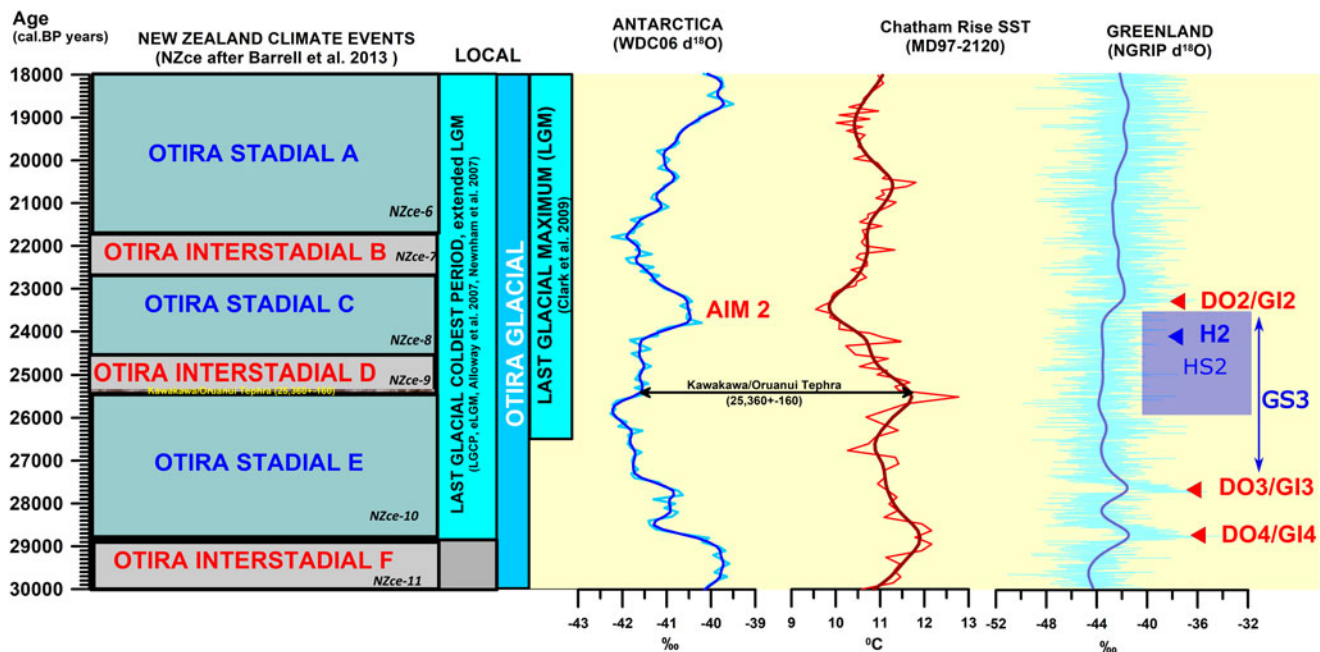 Age
(cal.BP years)
NEW ZEALAND CLIMATE EVENTS
(NZce after Barrell et al. 2013 )
LOCAL
ANTARCTICA
(WDC06 d¹⁸O)
Chatham Rise SST
(MD97-2120)
GREENLAND
(NGRIP d¹⁸O)
18000
19000
20000
21000
22000
23000
24000
25000
26000
27000
28000
29000
30000
OTIRA STADIAL A
NZce-6
OTIRA INTERSTADIAL B
NZce-7
OTIRA STADIAL C
NZce-8
OTIRA INTERSTADIAL D
NZce-9
Kawakawa/Oruanui Tephra (25,360+-160)
OTIRA STADIAL E
NZce-10
OTIRA INTERSTADIAL F
NZce-11
LAST GLACIAL COLDEST PERIOD, extended LGM
(LGCP, eLGM, Alloway et al. 2007, Newnham et al. 2007)
OTIRA GLACIAL
LAST GLACIAL MAXIMUM (LGM)
(Clark et al. 2009)
AIM 2
Kawakawa/Oruanui Tephra
(25,360+-160)
DO2/GI2
H2
HS2
GS3
DO3/GI3
DO4/GI4
-43 -42 -41 -40 -39
‰
9 10 11 12 13
⁰C
-52 -48 -44 -40 -36 -32
‰